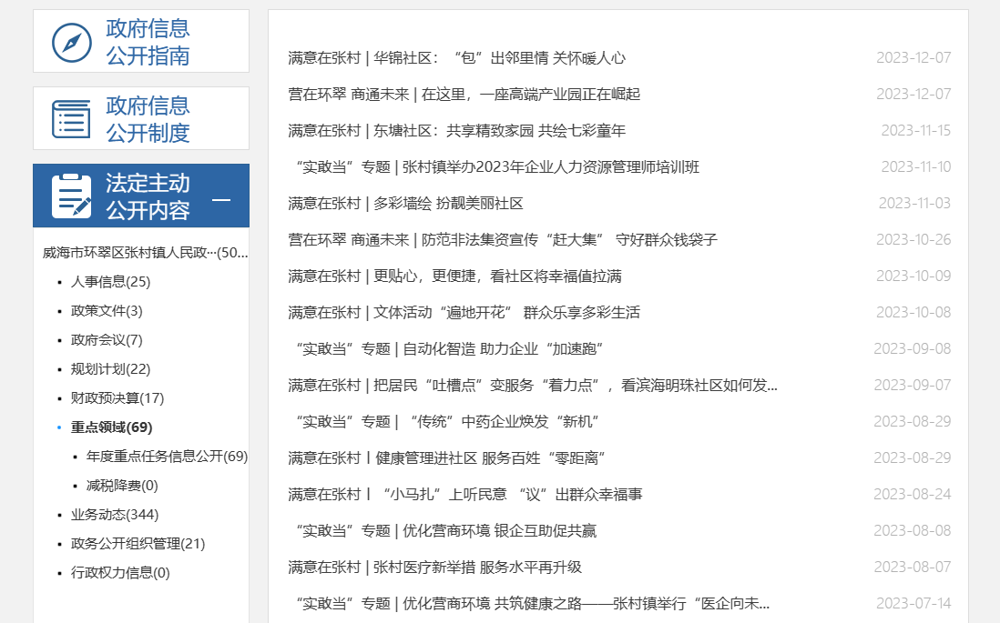 政府信息
公开指南
政府信息
公开制度
法定主动
公开内容
威海市环翠区张村镇人民政···(50...
人事信息(25)
政策文件(3)
政府会议(7)
规划计划(22)
财政预决算(17)
重点领域(69)
年度重点任务信息公开(69)
减税降费(0)
业务动态(344)
政务公开组织管理(21)
行政权力信息(0)
满意在张村 | 华锦社区：“包”出邻里情 关怀暖人心 2023-12-07
营在环翠 商通未来 | 在这里，一座高端产业园正在崛起 2023-12-07
满意在张村 | 东塘社区：共享精致家园 共绘七彩童年 2023-11-15
“实敢当”专题 | 张村镇举办2023年企业人力资源管理师培训班 2023-11-10
满意在张村 | 多彩墙绘 扮靓美丽社区 2023-11-03
营在环翠 商通未来 | 防范非法集资宣传“赶大集” 守好群众钱袋子 2023-10-26
满意在张村 | 更贴心，更便捷，看社区将幸福值拉满 2023-10-09
满意在张村 | 文体活动“遍地开花” 群众乐享多彩生活 2023-10-08
“实敢当”专题 | 自动化智造 助力企业“加速跑” 2023-09-08
满意在张村 | 把居民“吐槽点”变服务“着力点”，看滨海明珠社区如何发... 2023-09-07
“实敢当”专题 | “传统”中药企业焕发“新机” 2023-08-29
满意在张村丨健康管理进社区 服务百姓“零距离” 2023-08-29
满意在张村丨“小马扎”上听民意 “议”出群众幸福事 2023-08-24
“实敢当”专题 | 优化营商环境 银企互助促共赢 2023-08-08
满意在张村 | 张村医疗新举措 服务水平再升级 2023-08-07
“实敢当”专题 | 优化营商环境 共筑健康之路——张村镇举行“医企向未... 2023-07-14